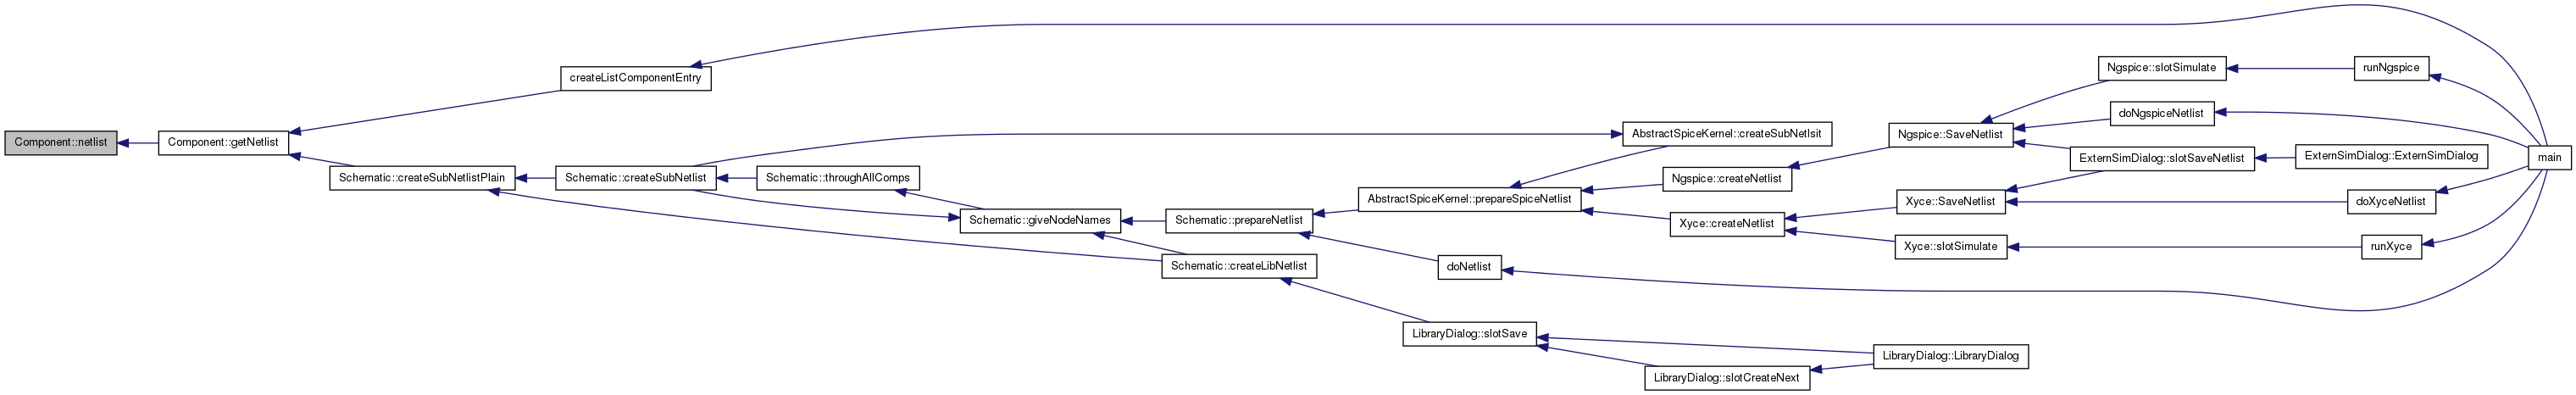 Component::netlist
Component::getNetlist
createListComponentEntry
Schematic::createSubNetlistPlain
Schematic::createSubNetlist
Schematic::throughAllComps
Schematic::giveNodeNames
Schematic::createLibNetlist
Schematic::prepareNetlist
doNetlist
LibraryDialog::slotSave
AbstractSpiceKernel::prepareSpiceNetlist
AbstractSpiceKernel::createSubNetlsit
Ngspice::createNetlist
Xyce::createNetlist
LibraryDialog::slotCreateNext
LibraryDialog::LibraryDialog
Ngspice::SaveNetlist
Xyce::SaveNetlist
Xyce::slotSimulate
Ngspice::slotSimulate
doNgspiceNetlist
ExternSimDialog::slotSaveNetlist
runNgspice
ExternSimDialog::ExternSimDialog
doXyceNetlist
runXyce
main